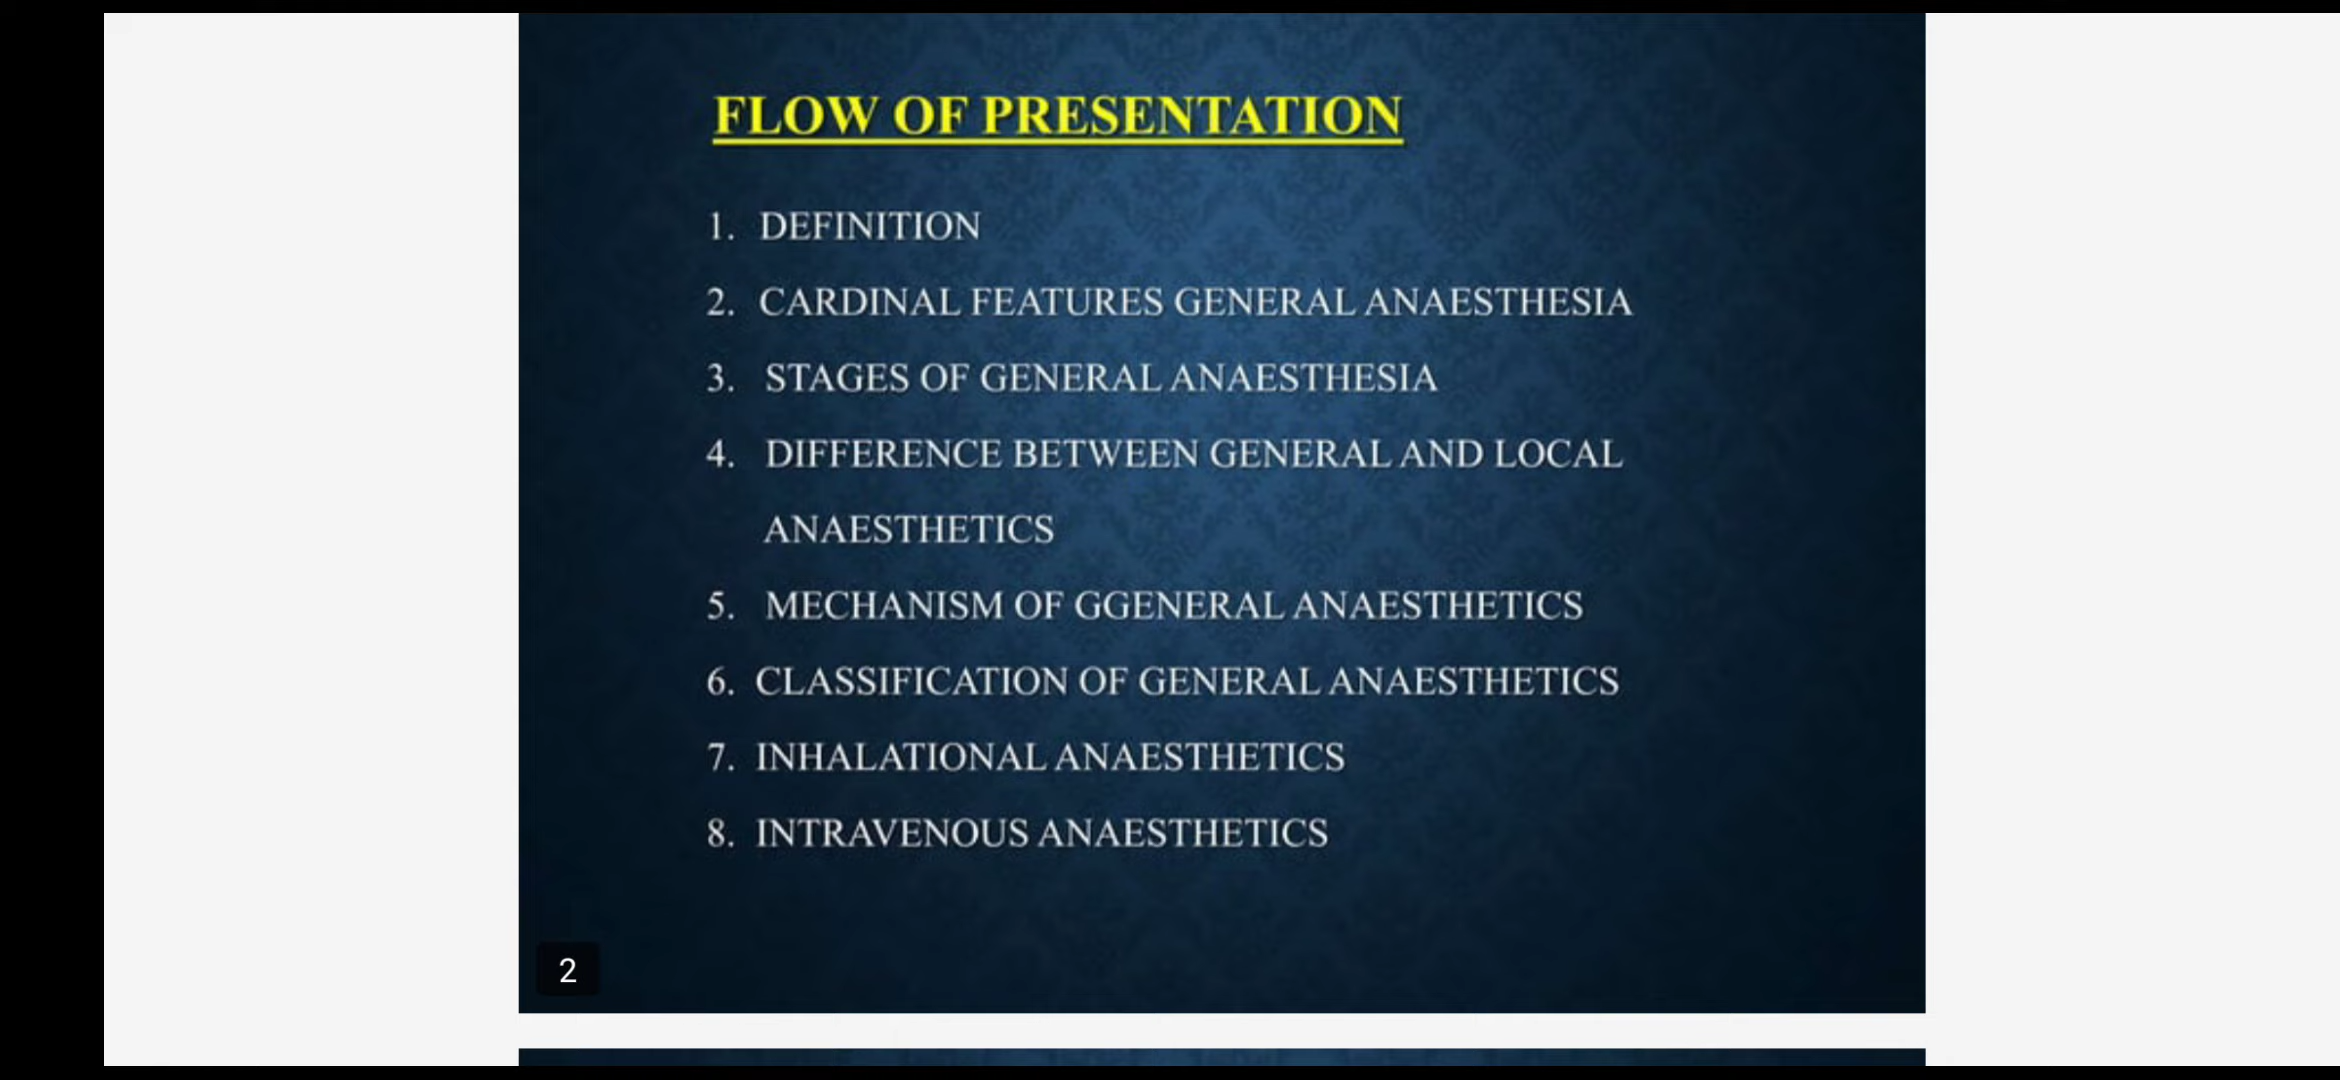 FLOW OF PRESENTATION
1. DEFINITION
2. CARDINAL FEATURES GENERAL ANAESTHESIA
3. STAGES OF GENERAL ANAESTHESIA
4. DIFFERENCE BETWEEN GENERAL AND LOCAL
ANAESTHETICS
5. MECHANISM OF GGENERAL ANAESTHETICS
6. CLASSIFICATION OF GENERAL ANAESTHETICS
7. INHALATIONAL ANAESTHETICS
8. INTRAVENOUS ANAESTHETICS
2